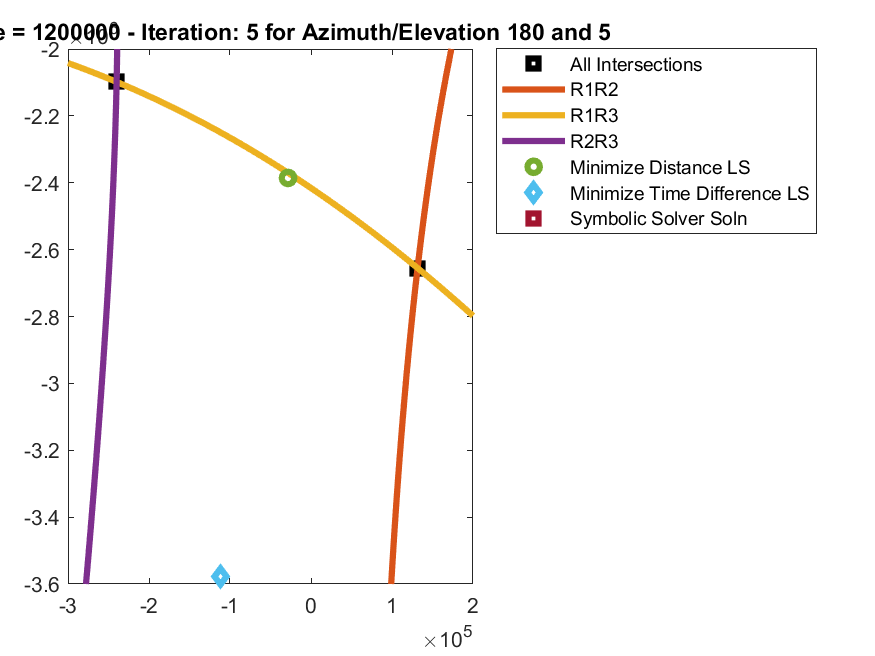 e = 1200000 - Iteration: 5 for Azimuth/Elevation 180 and 5
-2
-2.2
-2.4
-2.6
-2.8
-3
-3.2
-3.4
-3.6
-3 -2 -1 0 1 2
×10^5
All Intersections
R1R2
R1R3
R2R3
Minimize Distance LS
Minimize Time Difference LS
Symbolic Solver Soln